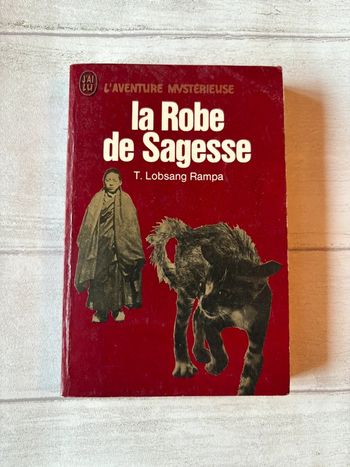 J'AI
LU
L'AVENTURE MYSTÉRIEUSE
la Robe
de Sagesse
T. Lobsang Rampa